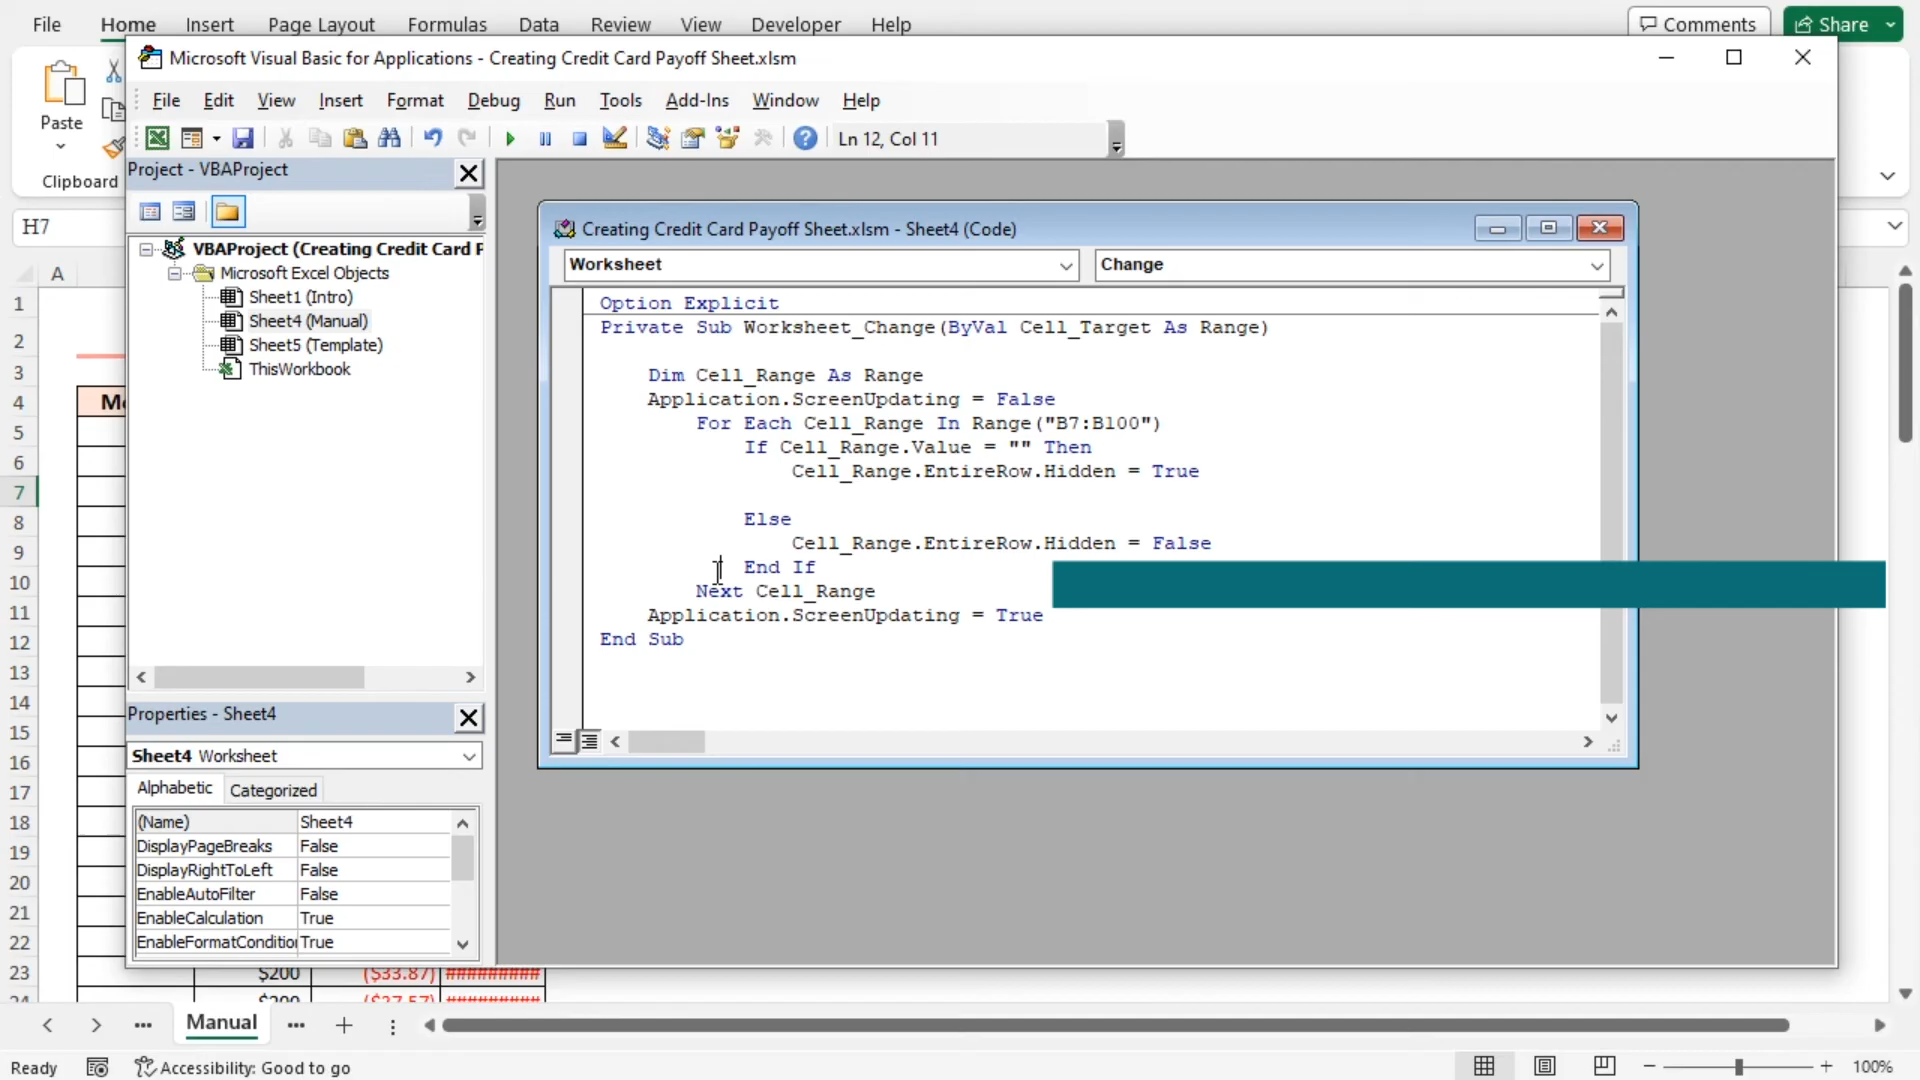 File Home Insert Page Layout Formulas Data Review View Developer Help Comments Share
Microsoft Visual Basic for Applications - Creating Credit Card Payoff Sheet.xlsm
File Edit View Insert Format Debug Run Tools Add-Ins Window Help
Paste
Clipboard
Ln 12, Col 11
H7
Project - VBAProject
VBAProject (Creating Credit Card P
Microsoft Excel Objects
Sheet1 (Intro)
Sheet4 (Manual)
Sheet5 (Template)
ThisWorkbook
Properties - Sheet4
Sheet4 Worksheet
Alphabetic Categorized
(Name) Sheet4
DisplayPageBreaks False
DisplayRightToLeft False
EnableAutoFilter False
EnableCalculation True
EnableFormatConditio True
Creating Credit Card Payoff Sheet.xlsm - Sheet4 (Code)
Worksheet Change
Option Explicit
Private Sub Worksheet_Change(ByVal Cell_Target As Range)
Dim Cell_Range As Range
Application.ScreenUpdating = False
For Each Cell_Range In Range("B7:B100")
If Cell_Range.Value = "" Then
Cell_Range.EntireRow.Hidden = True
Else
Cell_Range.EntireRow.Hidden = False
End If
Next Cell_Range
Application.ScreenUpdating = True
End Sub
A
1
2
3
4
5
6
7
8
9
10
11
12
13
14
15
16
17
18
19
20
21
22
23 $200 ($33.87) #########
Manual
Ready Accessibility: Good to go 100%